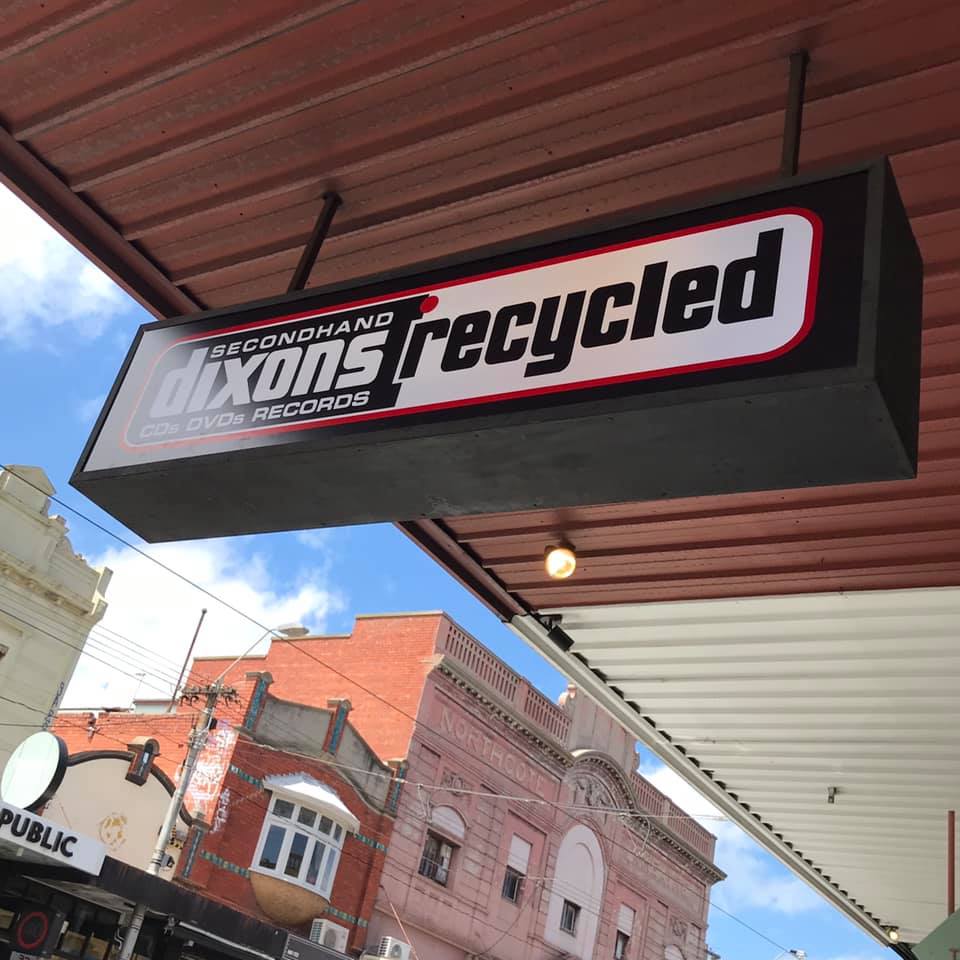 SECONDHAND
dixons recycled
CDs DVDs RECORDS
NORTHCOTE
PUBLIC